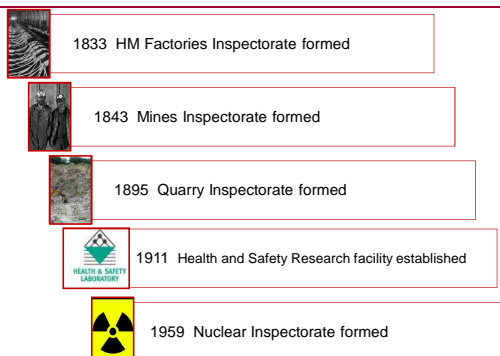 1833 HM Factories Inspectorate formed
1843 Mines Inspectorate formed
1895 Quarry Inspectorate formed
HEALTH & SAFETY
LABORATORY
1911 Health and Safety Research facility established
1959 Nuclear Inspectorate formed